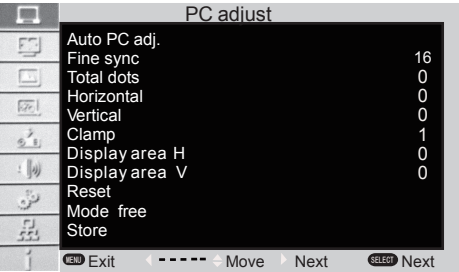 PC adjust
Auto PC adj.
Fine sync 16
Total dots 0
Horizontal 0
Vertical 0
Clamp 1
Display area H 0
Display area V 0
Reset
Mode free
Store
MENU Exit ----- Move Next SELECT Next